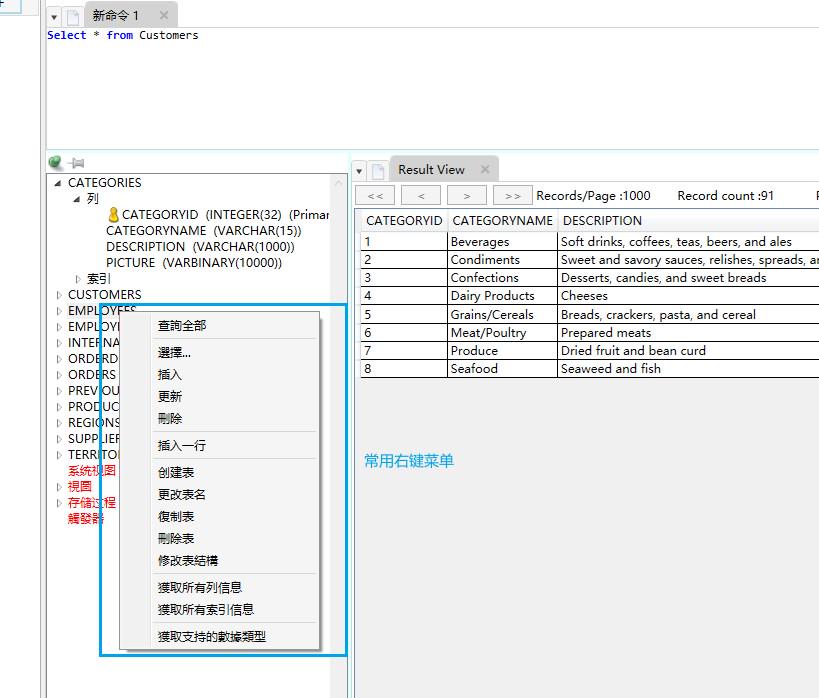 新命令 1
Select * from Customers
Result View
<< < > >> Records/Page :1000 Record count :91
CATEGORIES
列
CATEGORYID (INTEGER(32) (Primar
CATEGORYNAME (VARCHAR(15))
DESCRIPTION (VARCHAR(1000))
PICTURE (VARBINARY(10000))
索引
CUSTOMERS
EMPLOYEES
EMPLOYE
INTERNA
ORDERD
ORDERS
PREVIOU
PRODUC
REGIONS
SUPPLIER
TERRITO
系统视图
視圖
存储过程
觸發器
查詢全部
選擇...
插入
更新
刪除
插入一行
创建表
更改表名
復制表
刪除表
修改表結構
獲取所有列信息
獲取所有索引信息
獲取支持的數據類型
CATEGORYID CATEGORYNAME DESCRIPTION
1 Beverages Soft drinks, coffees, teas, beers, and ales
2 Condiments Sweet and savory sauces, relishes, spreads, ar
3 Confections Desserts, candies, and sweet breads
4 Dairy Products Cheeses
5 Grains/Cereals Breads, crackers, pasta, and cereal
6 Meat/Poultry Prepared meats
7 Produce Dried fruit and bean curd
8 Seafood Seaweed and fish
常用右键菜单